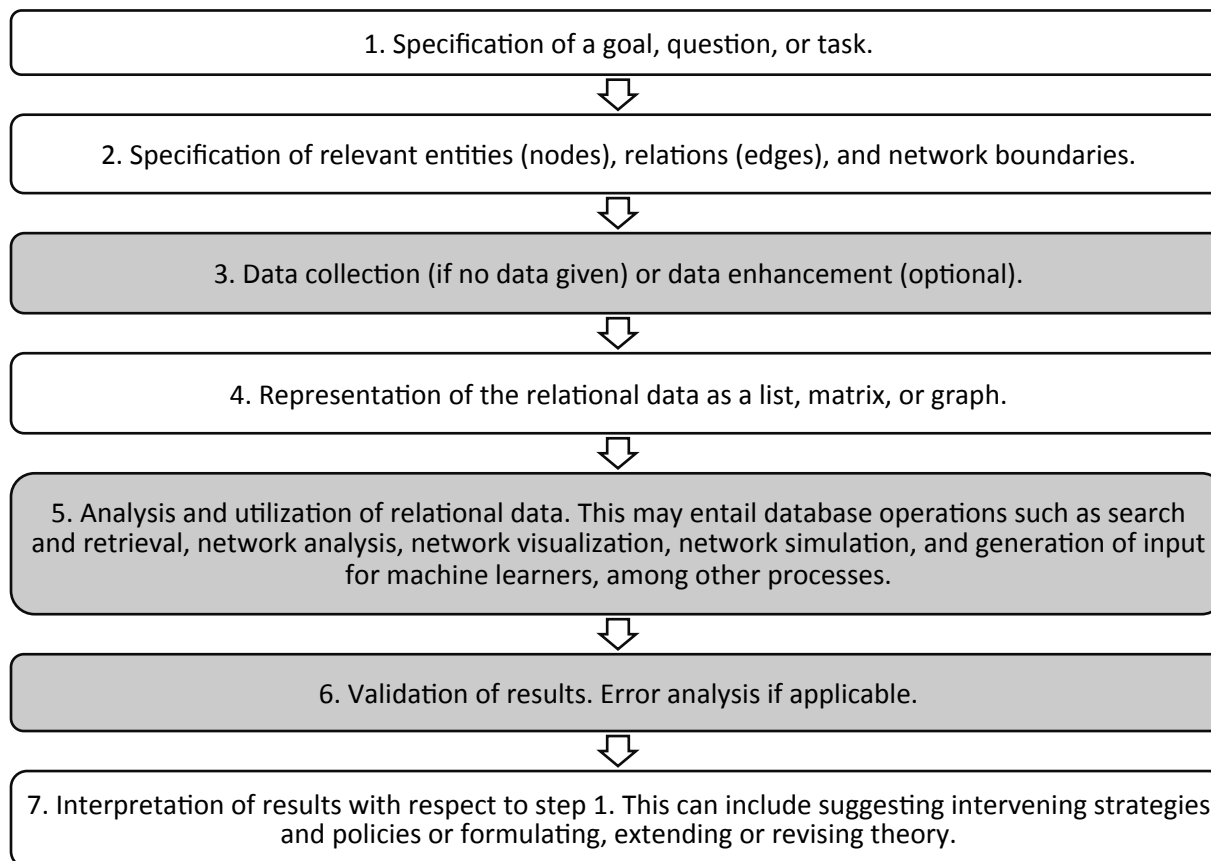 1. Specification of a goal, question, or task.
2. Specification of relevant entities (nodes), relations (edges), and network boundaries.
3. Data collection (if no data given) or data enhancement (optional).
4. Representation of the relational data as a list, matrix, or graph.
5. Analysis and utilization of relational data. This may entail database operations such as search
and retrieval, network analysis, network visualization, network simulation, and generation of input
for machine learners, among other processes.
6. Validation of results. Error analysis if applicable.
7. Interpretation of results with respect to step 1. This can include suggesting intervening strategies
and policies or formulating, extending or revising theory.